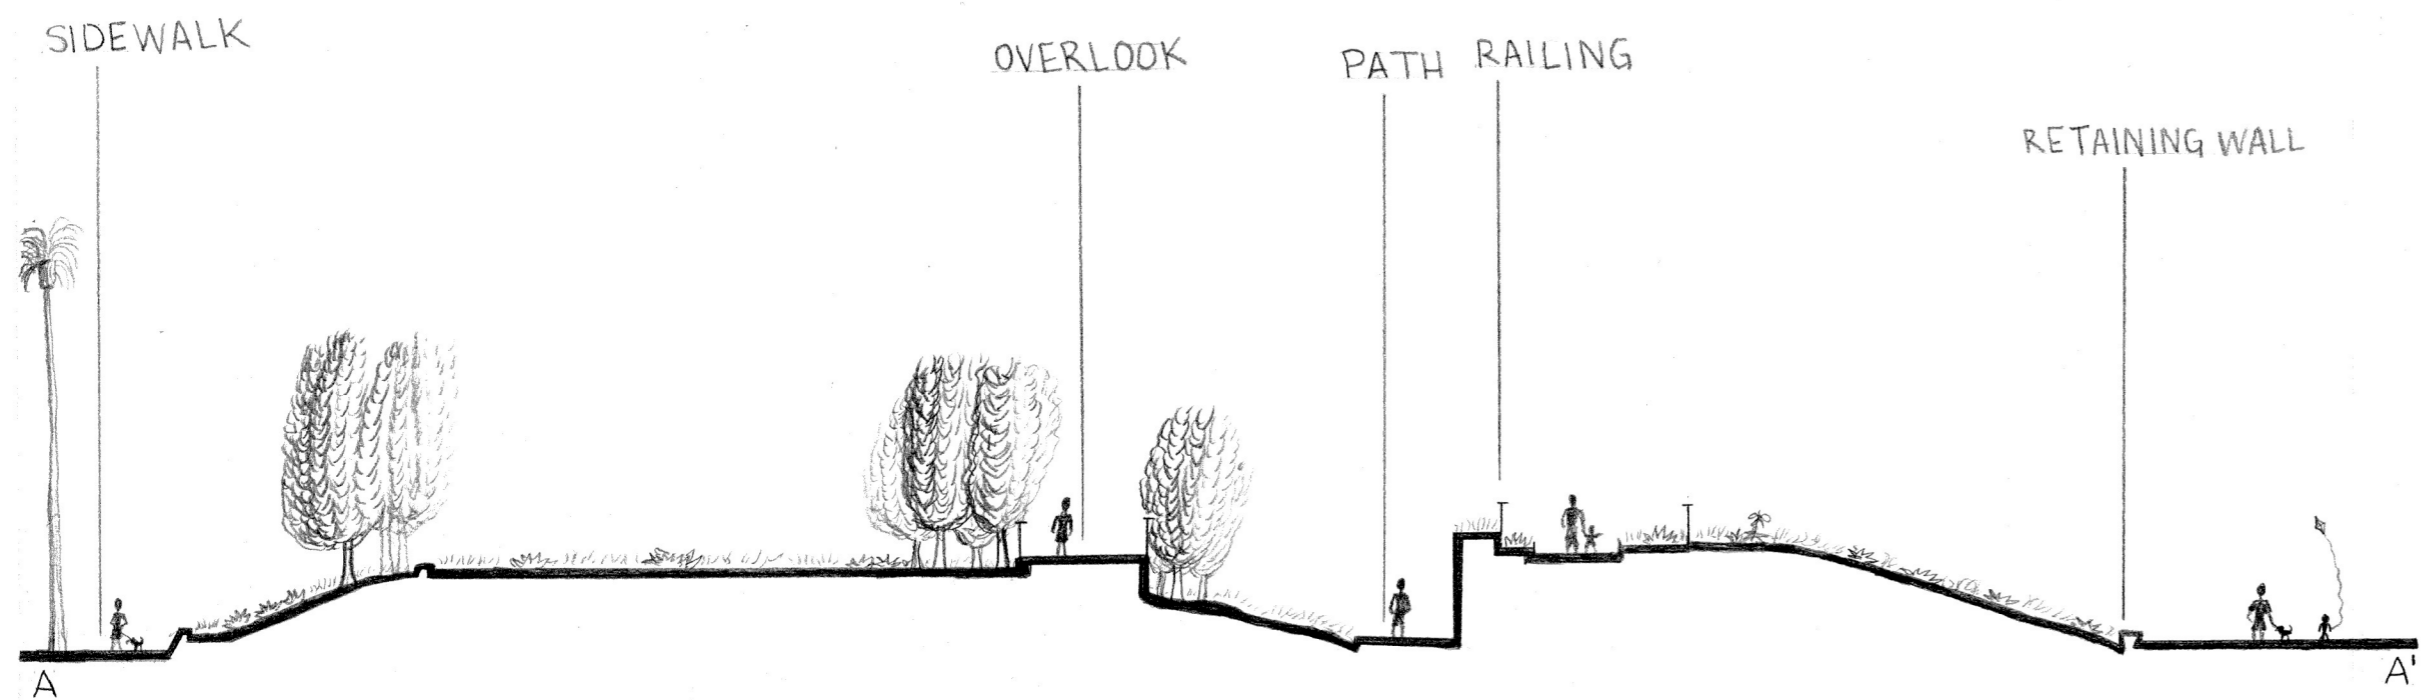 SIDEWALK
OVERLOOK
PATH
RAILING
RETAINING WALL
A
A'